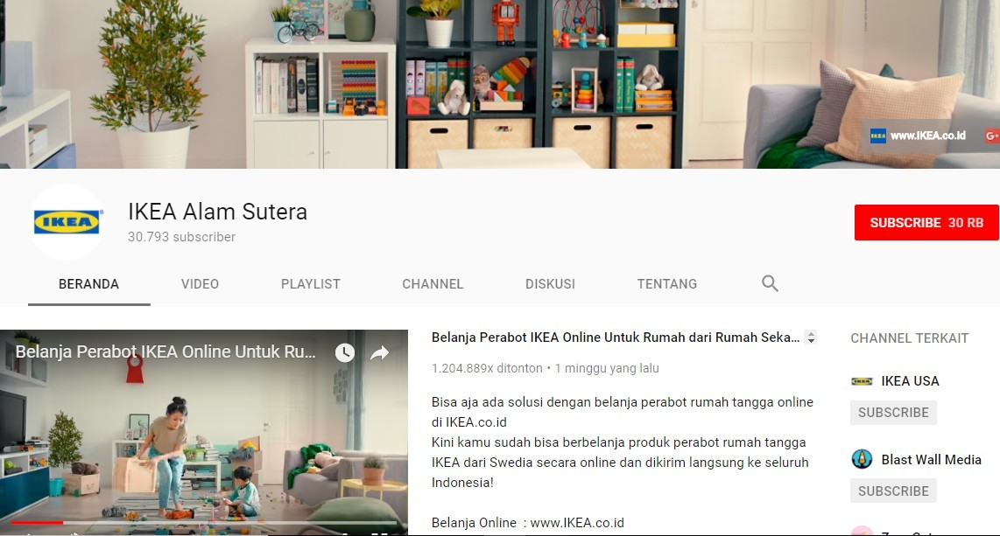 IKEA www.IKEA.co.id G+
IKEA
IKEA Alam Sutera
30.793 subscriber
SUBSCRIBE 30 RB
BERANDA VIDEO PLAYLIST CHANNEL DISKUSI TENTANG
Belanja Perabot IKEA Online Untuk Ru...
Belanja Perabot IKEA Online Untuk Rumah dari Rumah Seka...
1.204.889x ditonton • 1 minggu yang lalu
Bisa aja ada solusi dengan belanja perabot rumah tangga online
di IKEA.co.id
Kini kamu sudah bisa berbelanja produk perabot rumah tangga
IKEA dari Swedia secara online dan dikirim langsung ke seluruh
Indonesia!
Belanja Online : www.IKEA.co.id
CHANNEL TERKAIT
IKEA IKEA USA
SUBSCRIBE
Blast Wall Media
SUBSCRIBE